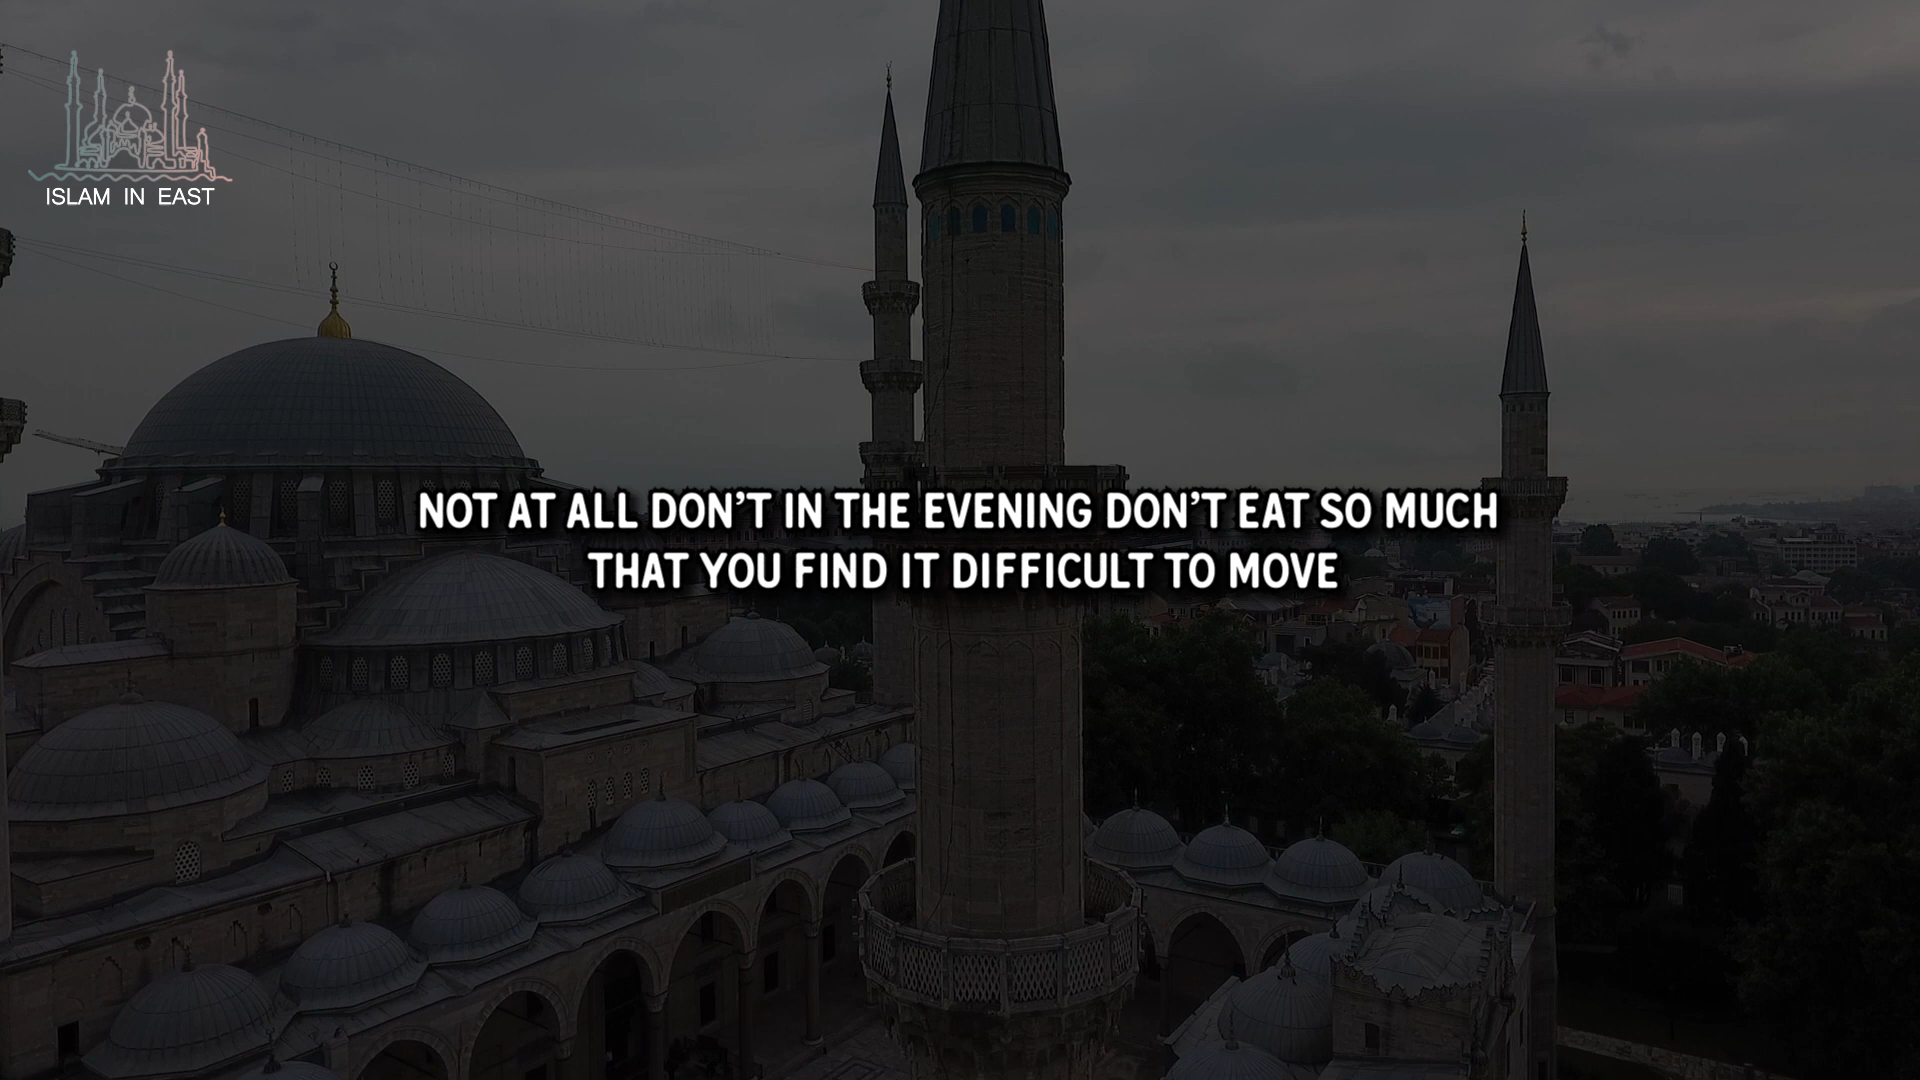 ISLAM IN EAST
NOT AT ALL DON'T IN THE EVENING DON'T EAT SO MUCH
THAT YOU FIND IT DIFFICULT TO MOVE